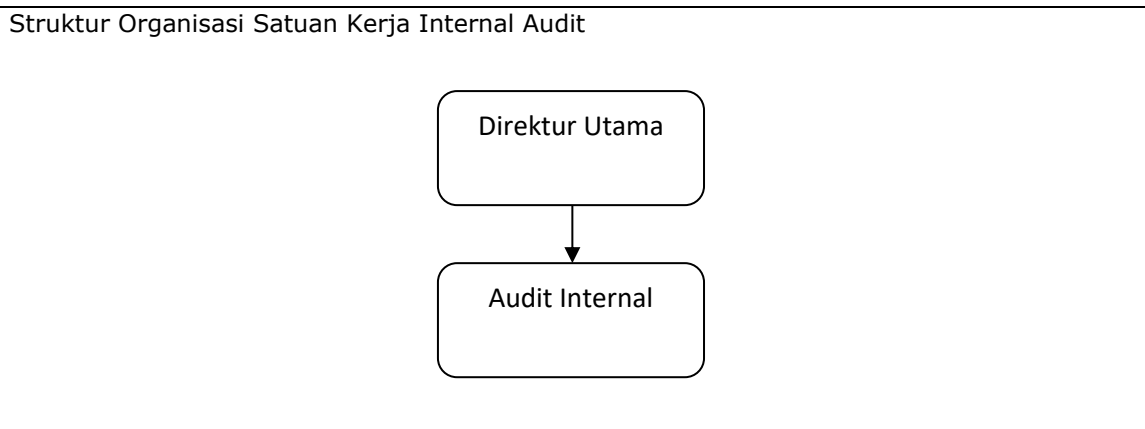 Struktur Organisasi Satuan Kerja Internal Audit
Direktur Utama
Audit Internal